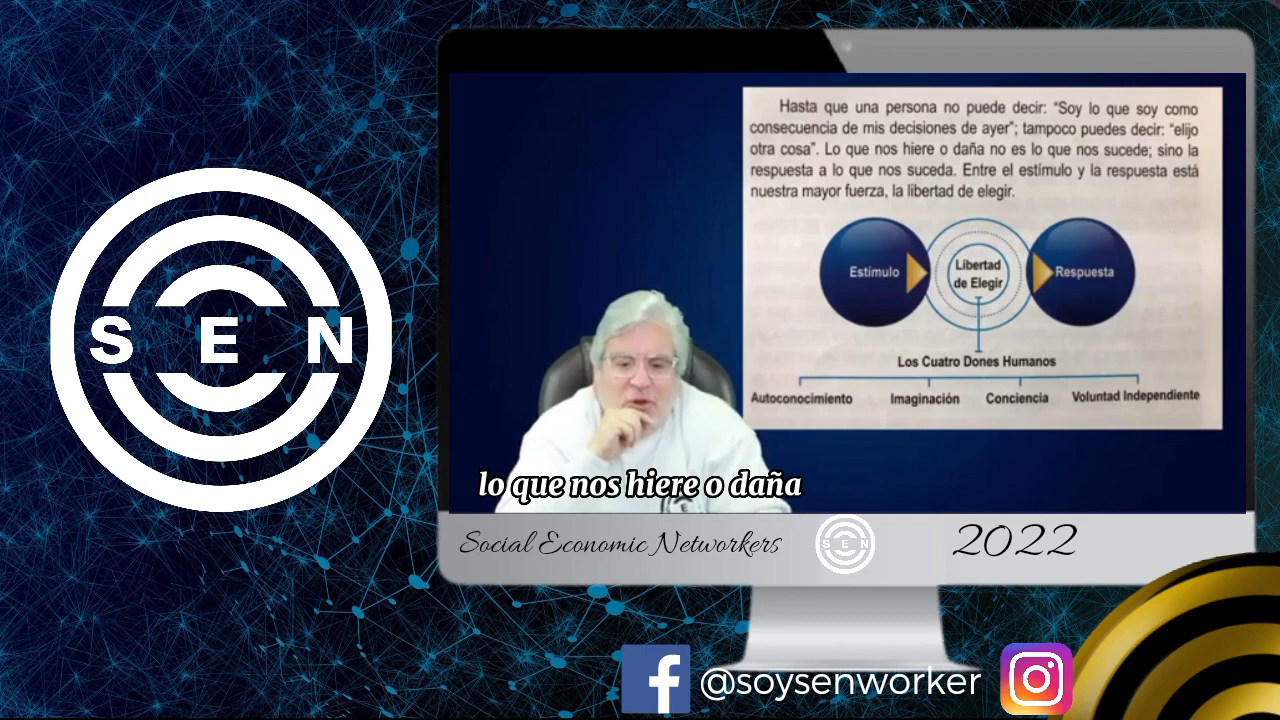 S E N
Hasta que una persona no puede decir: “Soy lo que soy como
consecuencia de mis decisiones de ayer”; tampoco puedes decir: “elijo
otra cosa”. Lo que nos hiere o daña no es lo que nos sucede; sino la
respuesta a lo que nos suceda. Entre el estímulo y la respuesta está
nuestra mayor fuerza, la libertad de elegir.
Estímulo
Libertad
de Elegir
Respuesta
Los Cuatro Dones Humanos
Autoconocimiento Imaginación Conciencia Voluntad Independiente
lo que nos hiere o daña
Social Economic Networkers
S E N
2022
@soysenworker